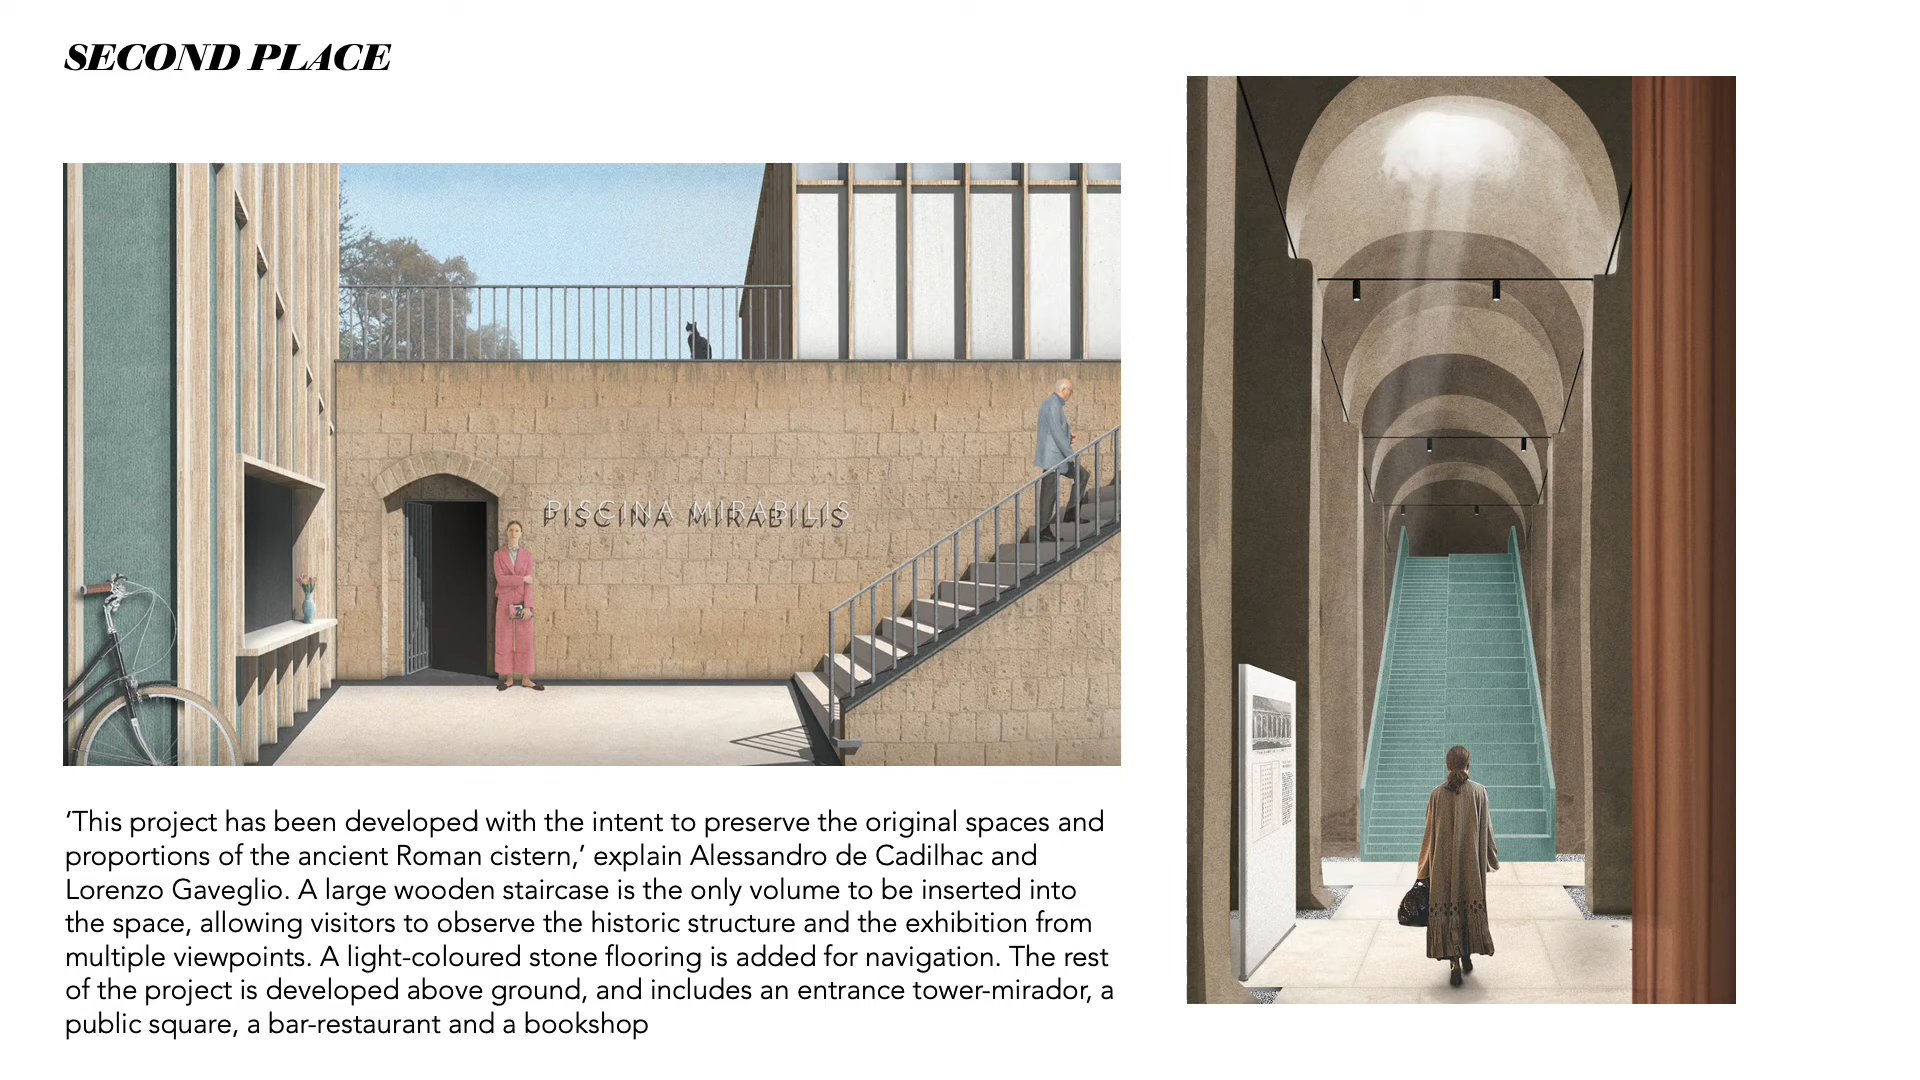 SECOND PLACE
PISCINA MIRABILIS
‘This project has been developed with the intent to preserve the original spaces and
proportions of the ancient Roman cistern,’ explain Alessandro de Cadilhac and
Lorenzo Gaveglio. A large wooden staircase is the only volume to be inserted into
the space, allowing visitors to observe the historic structure and the exhibition from
multiple viewpoints. A light-coloured stone flooring is added for navigation. The rest
of the project is developed above ground, and includes an entrance tower-mirador, a
public square, a bar-restaurant and a bookshop